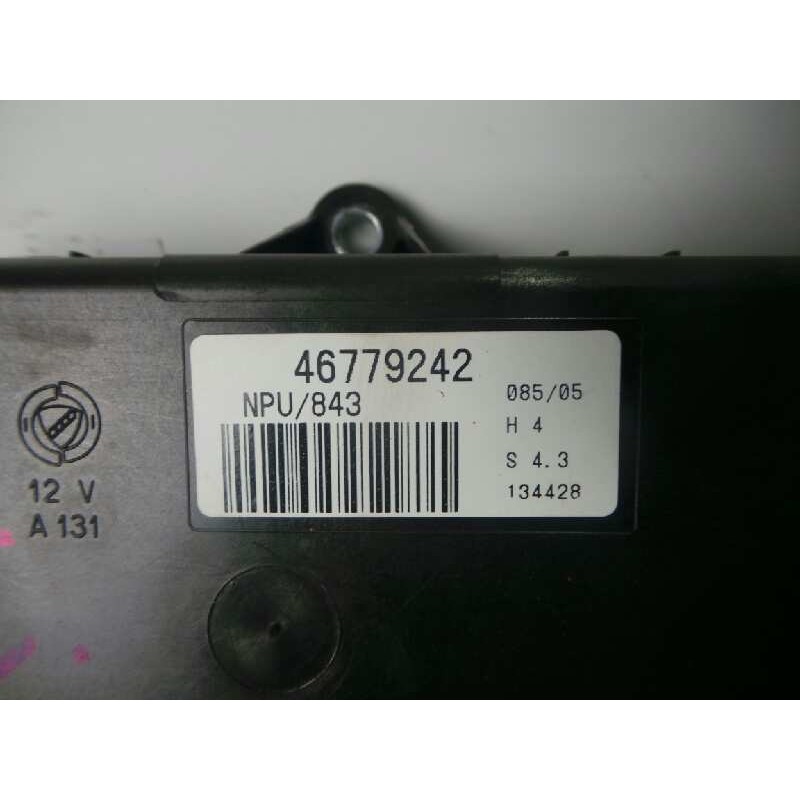 46779242
NPU/843
085/05
H 4
S 4.3
134428
12 V
A 131